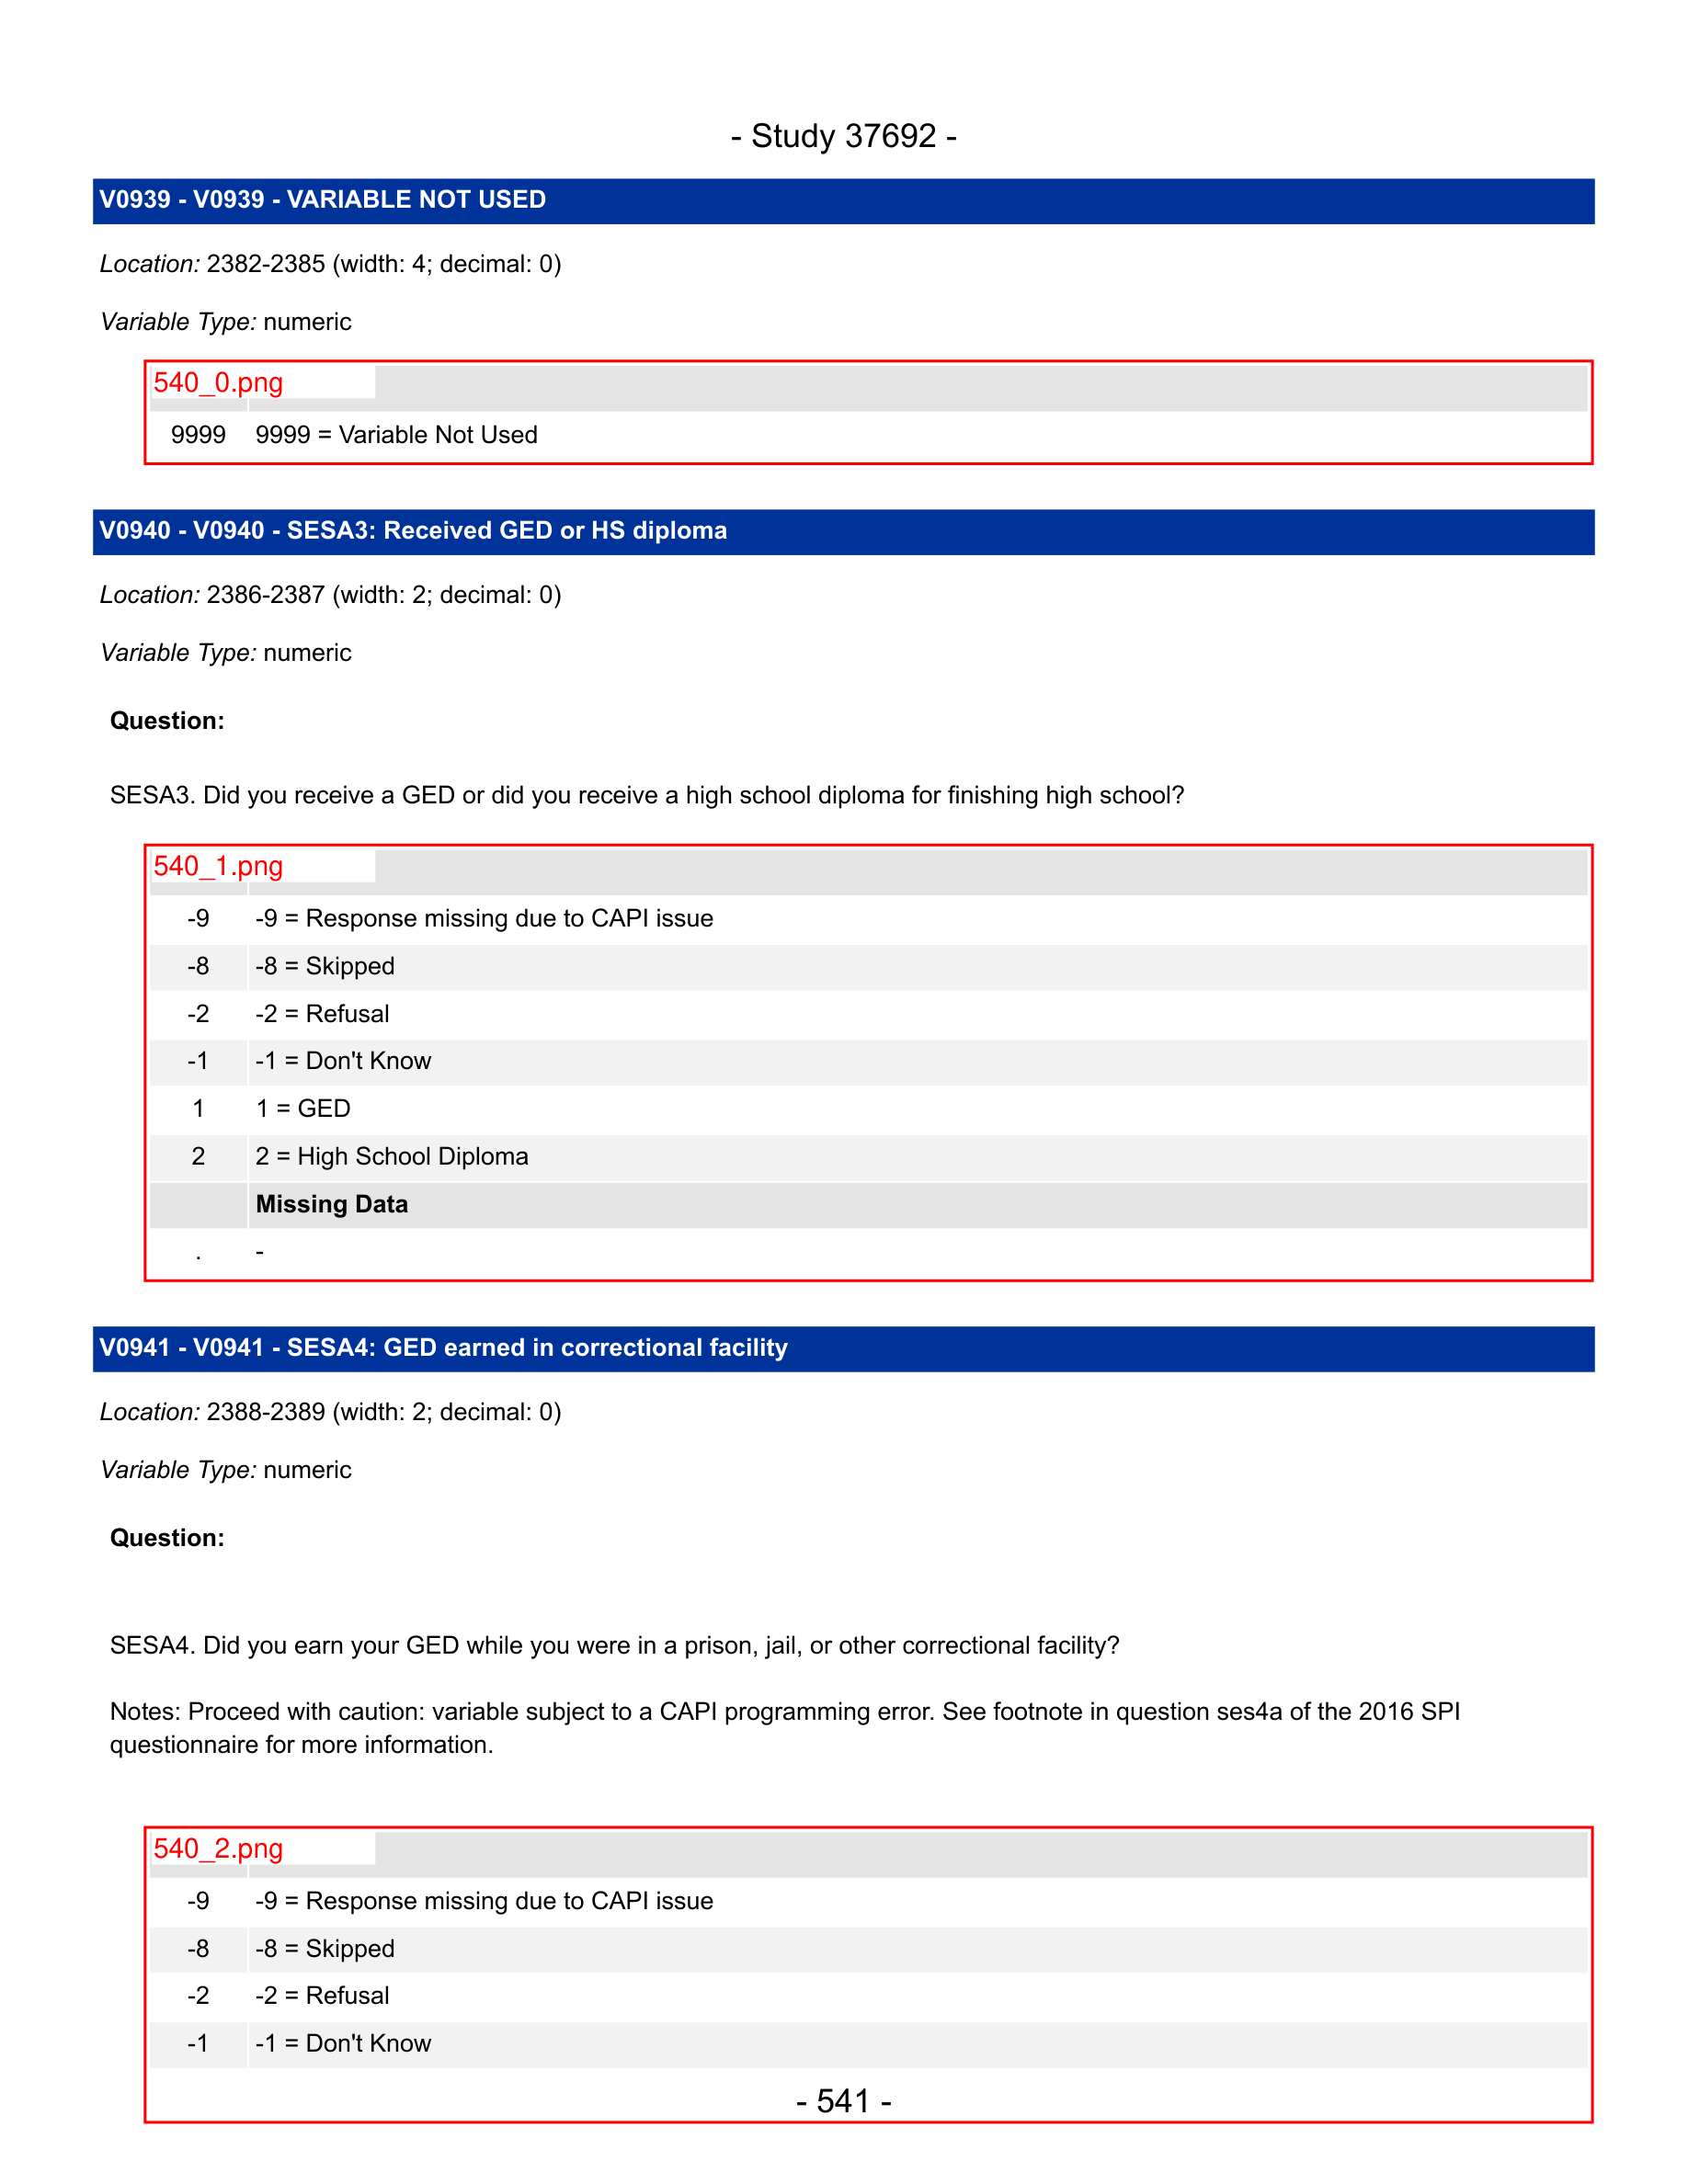 - Study 37692 -
V0939 - V0939 - VARIABLE NOT USED
Location: 2382-2385 (width: 4; decimal: 0)
Variable Type: numeric
540_0.png
9999 9999 = Variable Not Used
V0940 - V0940 - SESA3: Received GED or HS diploma
Location: 2386-2387 (width: 2; decimal: 0)
Variable Type: numeric
Question:
SESA3. Did you receive a GED or did you receive a high school diploma for finishing high school?
540_1.png
-9 -9 = Response missing due to CAPI issue
-8 -8 = Skipped
-2 -2 = Refusal
-1 -1 = Don't Know
1 1 = GED
2 2 = High School Diploma
Missing Data
. -
V0941 - V0941 - SESA4: GED earned in correctional facility
Location: 2388-2389 (width: 2; decimal: 0)
Variable Type: numeric
Question:
SESA4. Did you earn your GED while you were in a prison, jail, or other correctional facility?
Notes: Proceed with caution: variable subject to a CAPI programming error. See footnote in question ses4a of the 2016 SPI
questionnaire for more information.
540_2.png
-9 -9 = Response missing due to CAPI issue
-8 -8 = Skipped
-2 -2 = Refusal
-1 -1 = Don't Know
- 541 -